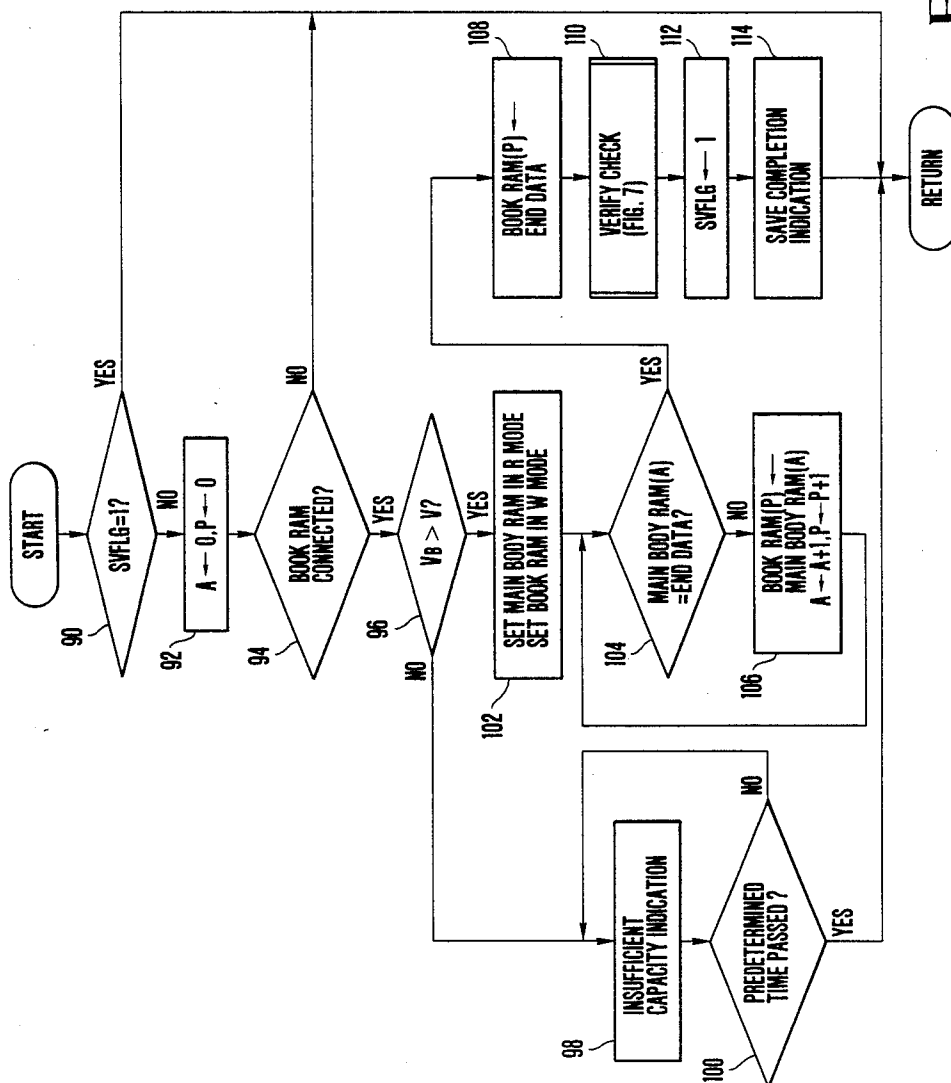 START
90
SVFLG=1?
YES
NO
92
A ← 0,P ← 0
94
BOOK RAM
CONNECTED?
NO
YES
96
VB > V?
NO
YES
102
SET MAIN BODY RAM IN R MODE
SET BOOK RAM IN W MODE
104
MAIN BODY RAM(A)
=END DATA?
YES
NO
106
BOOK RAM(P) ←
MAIN BODY RAM(A)
A ← A+1,P ← P+1
98
INSUFFICIENT
CAPACITY INDICATION
100
PREDETERMINED
TIME PASSED ?
NO
YES
108
BOOK RAM(P) ←
END DATA
110
VERIFY CHECK
(FIG. 7)
112
SVFLG ← 1
114
SAVE COMPLETION
INDICATION
RETURN